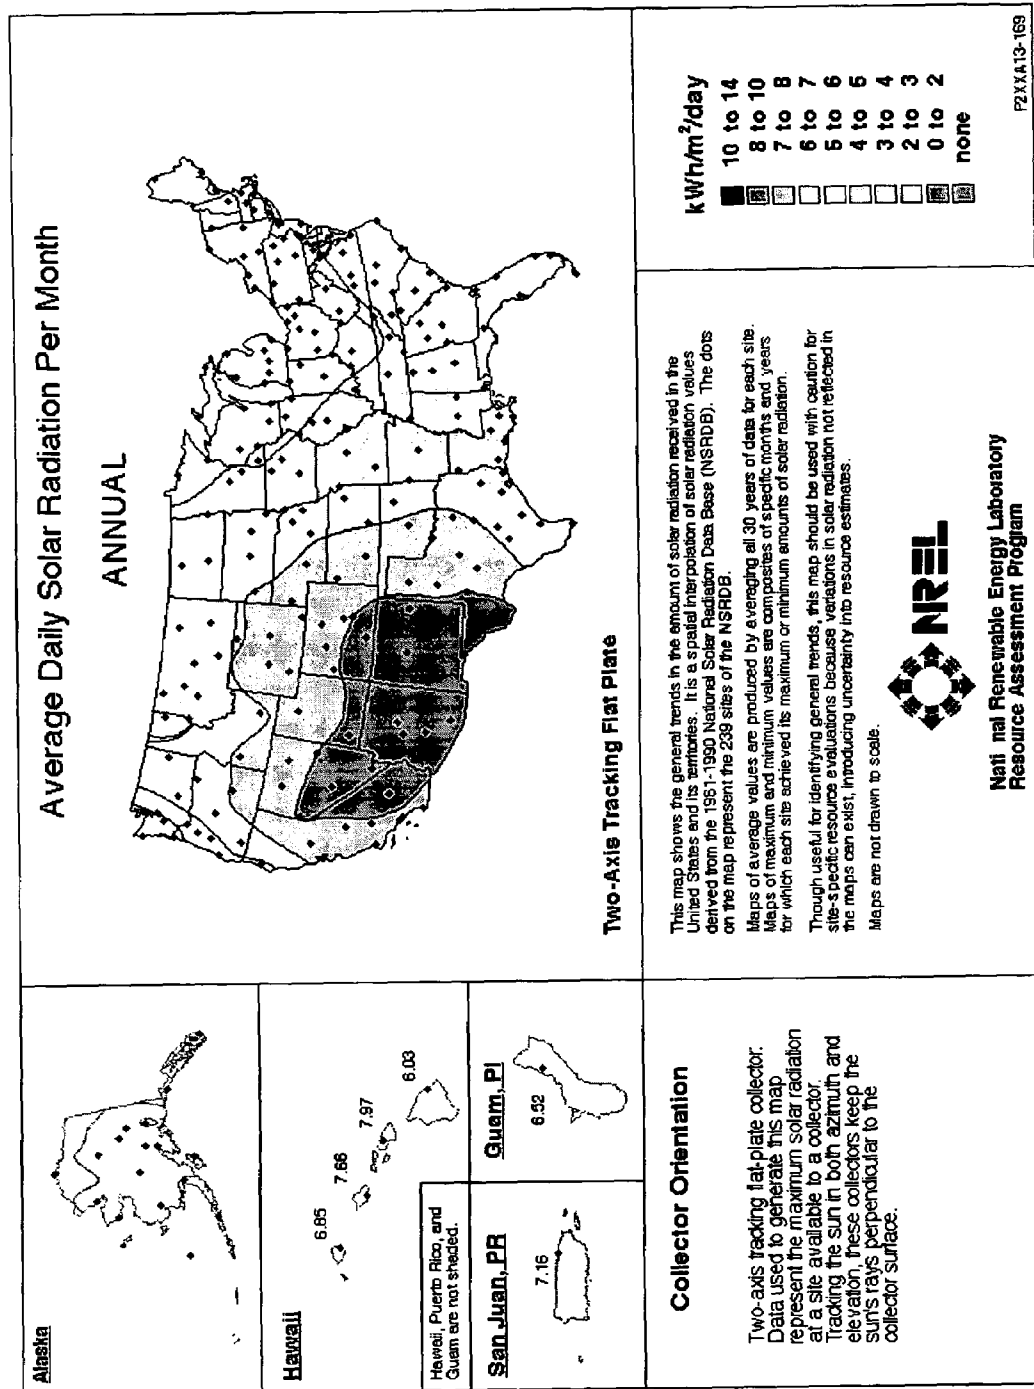 Average Daily Solar Radiation Per Month
ANNUAL
Alaska
Hawaii
6.85
7.66
7.97
6.03
Hawaii, Puerto Rico, and
Guam are not shaded.
San Juan, PR
7.16
Guam, PI
6.52
Two-Axis Tracking Flat Plate
Collector Orientation
Two-axis tracking flat-plate collector.
Data used to generate this map
represent the maximum solar radiation
at a site available to a collector.
Tracking the sun in both azimuth and
elevation, these collectors keep the
sun's rays perpendicular to the
collector surface.
This map shows the general trends in the amount of solar radiation received in the
United States and its territories. It is a spatial interpolation of solar radiation values
derived from the 1961-1990 National Solar Radiation Data Base (NSRDB). The dots
on the map represent the 239 sites of the NSRDB.
Maps of average values are produced by averaging all 30 years of data for each site.
Maps of maximum and minimum values are composites of specific months and years
for which each site achieved its maximum or minimum amounts of solar radiation.
Though useful for identifying general trends, this map should be used with caution for
site-specific resource evaluations because variations in solar radiation not reflected in
the maps can exist, introducing uncertainty into resource estimates.
Maps are not drawn to scale.
NREL
Nati nal Renewable Energy Laboratory
Resource Assessment Program
kWh/m²/day
10 to 14
8 to 10
7 to 8
6 to 7
5 to 6
4 to 5
3 to 4
2 to 3
0 to 2
none
P2XXA13-169